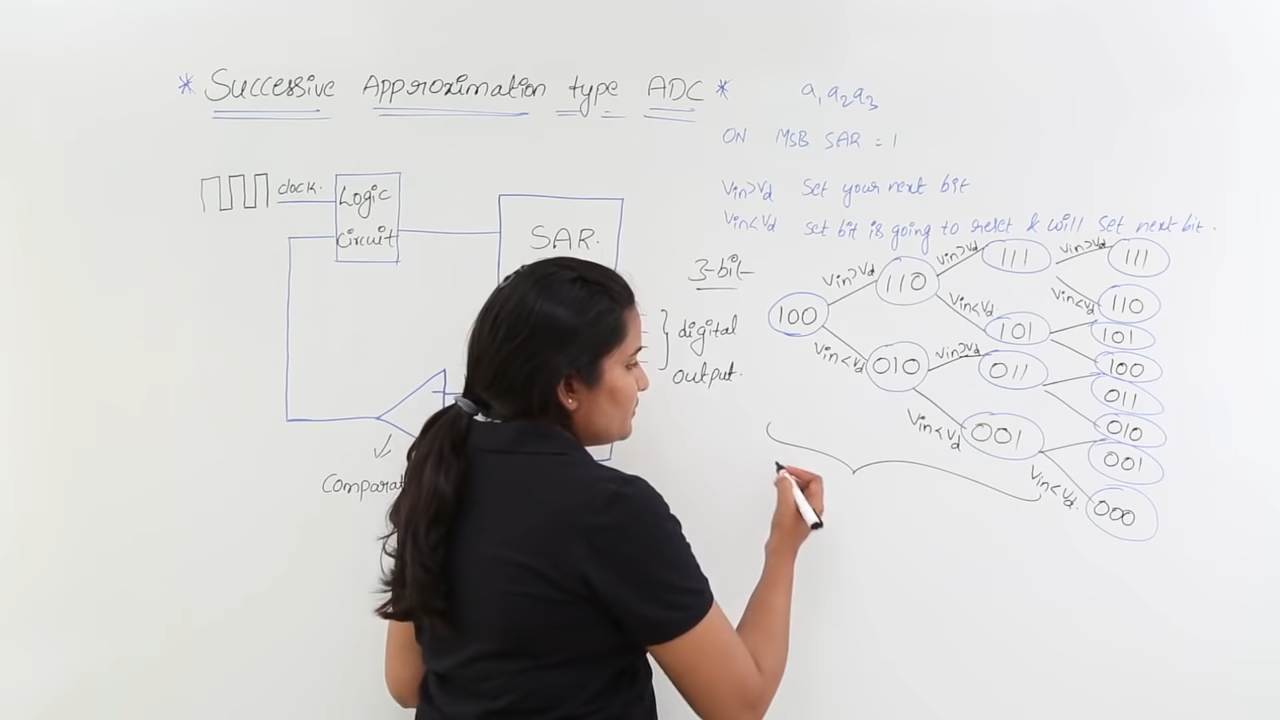 * Successive Approximation type ADC *
a₁a₂a₃
ON MSB SAR = 1
Vin>Vd Set your next bit
Vin<Vd set bit is going to reset & will set next bit.
clock.
Logic
circuit
SAR.
3-bit
digital
output.
100
Vin>Vd
Vin<Vd
110
010
Vin>Vd
Vin<Vd
Vin>Vd
Vin<Vd
111
101
011
001
Vin>Vd
Vin<Vd
Vin<Vd.
111
110
101
100
011
010
001
000